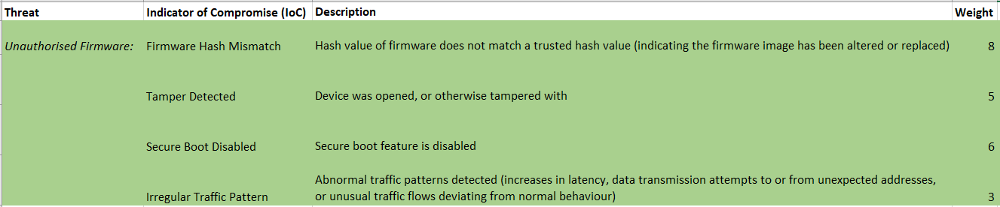 Threat Indicator of Compromise (IoC) Description Weight
Unauthorised Firmware: Firmware Hash Mismatch Hash value of firmware does not match a trusted hash value (indicating the firmware image has been altered or replaced) 8
Tamper Detected Device was opened, or otherwise tampered with 5
Secure Boot Disabled Secure boot feature is disabled 6
Irregular Traffic Pattern Abnormal traffic patterns detected (increases in latency, data transmission attempts to or from unexpected addresses,
or unusual traffic flows deviating from normal behaviour) 3